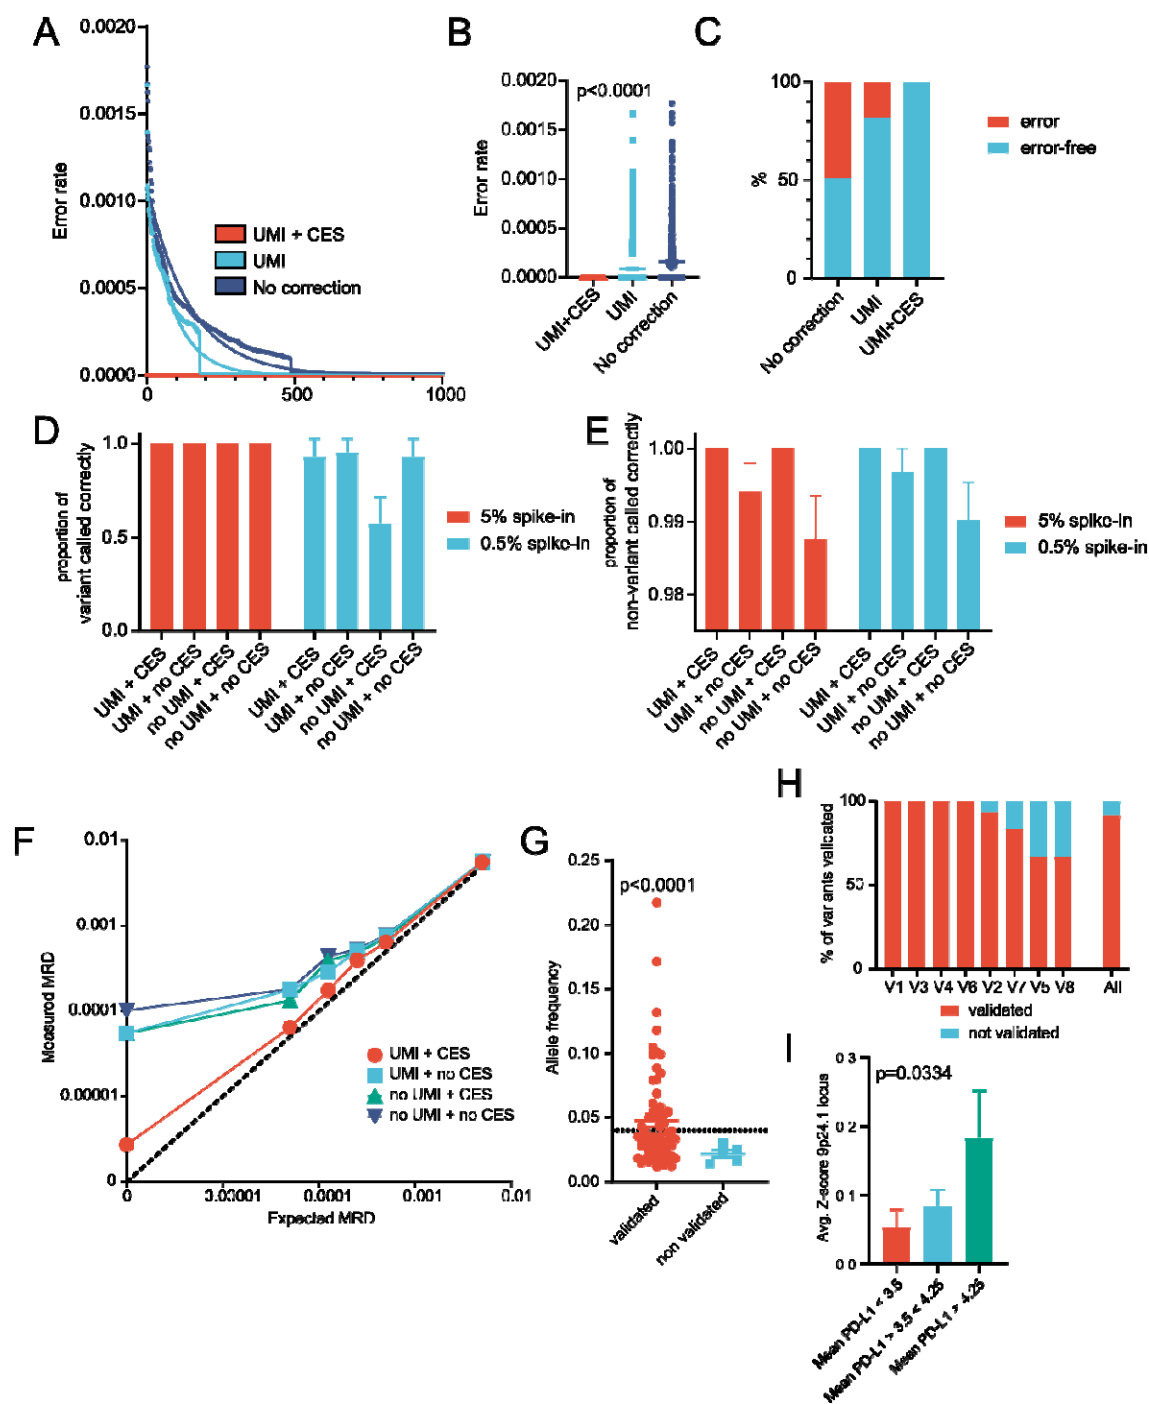 A
0.0020
0.0015
0.0010
0.0005
0.0000
Error rate
0
500
1000
UMI + CES
UMI
No correction
B
0.0020
0.0015
0.0010
0.0005
0.0000
Error rate
p<0.0001
UMI+CES
UMI
No correction
C
100
50
0
%
No correction
UMI
UMI+CES
error
error-free
D
1.0
0.5
0.0
proportion of
variant called correctly
UMI + CES
UMI + no CES
no UMI + CES
no UMI + no CES
UMI + CES
UMI + no CES
no UMI + CES
no UMI + no CES
5% spike-in
0.5% spike-in
E
1.00
0.99
0.98
proportion of
non-variant called correctly
UMI + CES
UMI + no CES
no UMI + CES
no UMI + no CES
UMI + CES
UMI + no CES
no UMI + CES
no UMI + no CES
5% spike-in
0.5% spike-in
F
0.01
0.001
0.0001
0.00001
0
Measured MRD
0
0.00001
0.0001
0.001
0.01
Expected MRD
UMI + CES
UMI + no CES
no UMI + CES
no UMI + no CES
G
0.25
0.20
0.15
0.10
0.05
0.00
Allele frequency
p<0.0001
validated
non validated
H
100
50
0
% of variants validated
V1
V3
V4
V6
V2
V7
V5
V8
All
validated
not validated
I
0.3
0.2
0.1
0.0
Avg. Z-score 9p24.1 locus
p=0.0334
Mean PD-L1 < 3.5
Mean PD-L1 > 3.5 < 4.25
Mean PD-L1 > 4.25